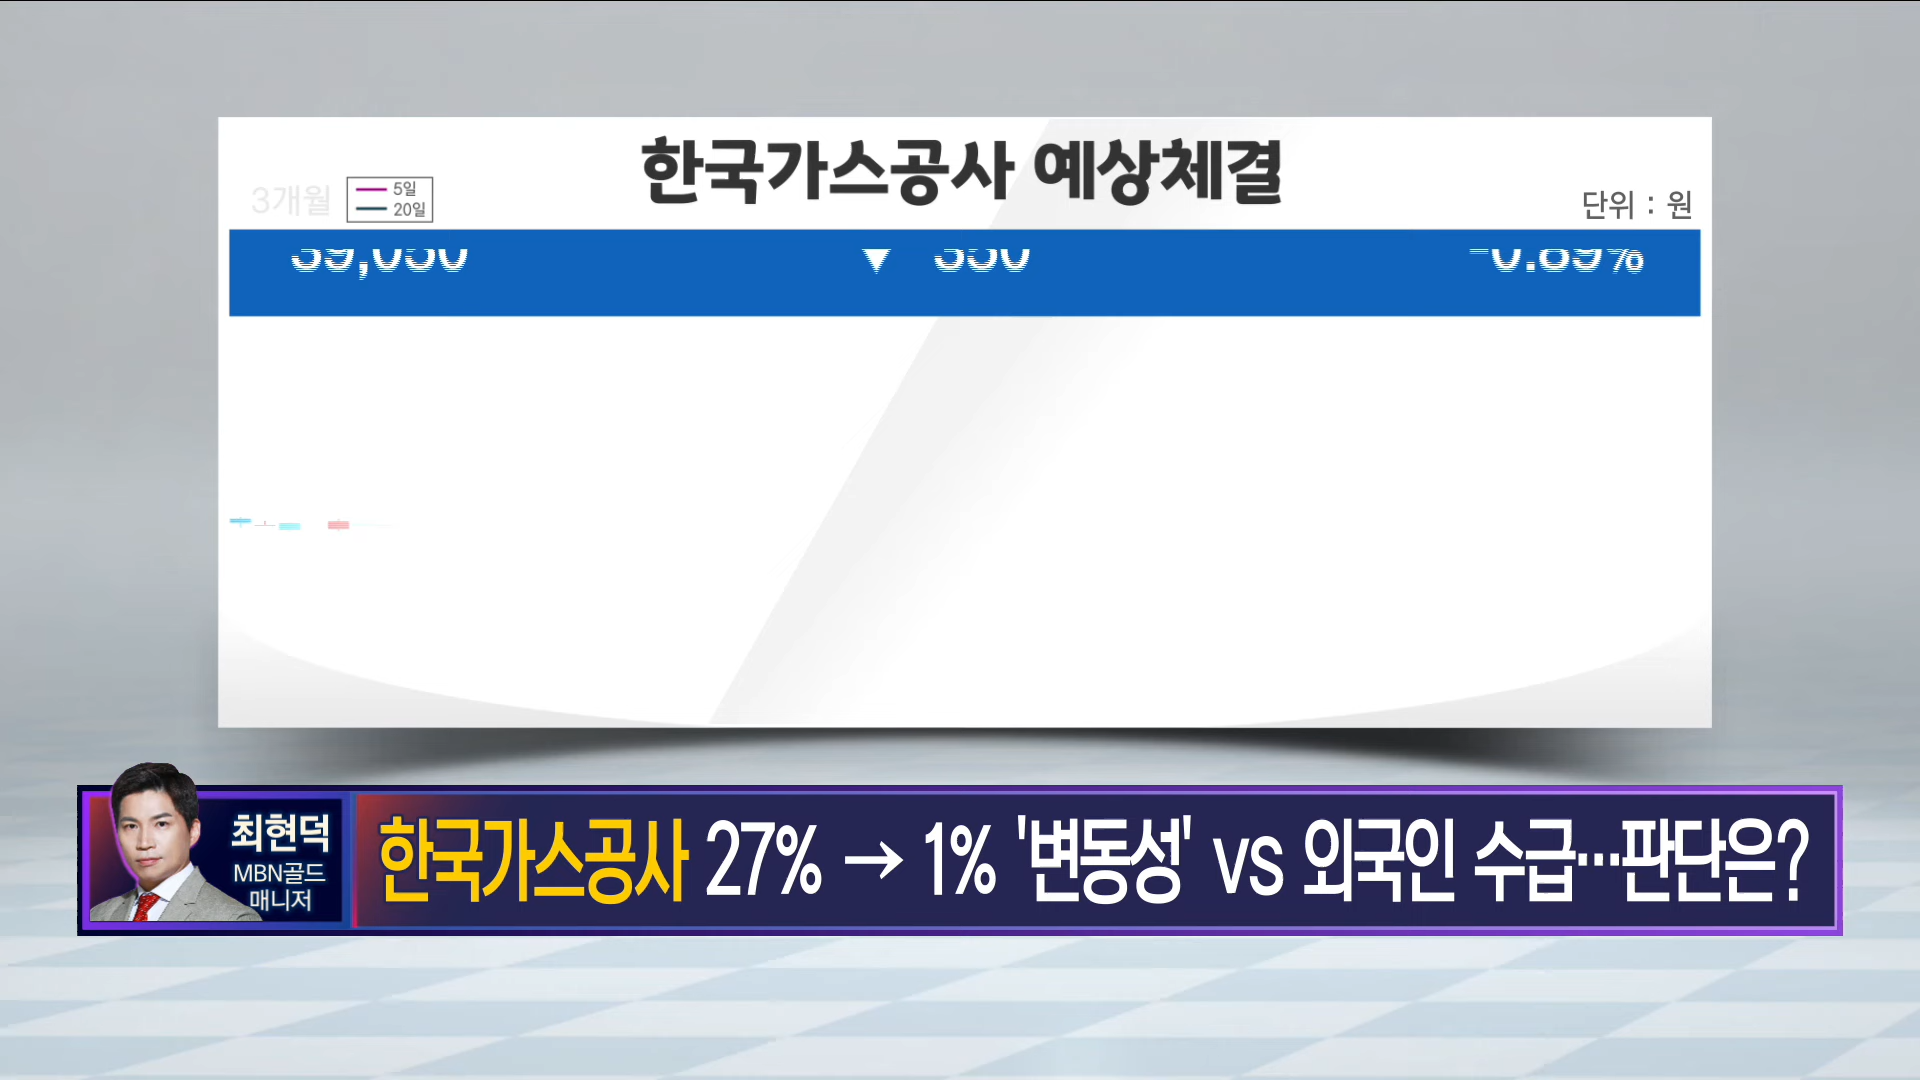 한국가스공사 예상체결
3개월
5일
20일
단위 : 원
▼
최현덕
MBN골드
매니저
한국가스공사 27% → 1% '변동성' vs 외국인 수급…판단은?